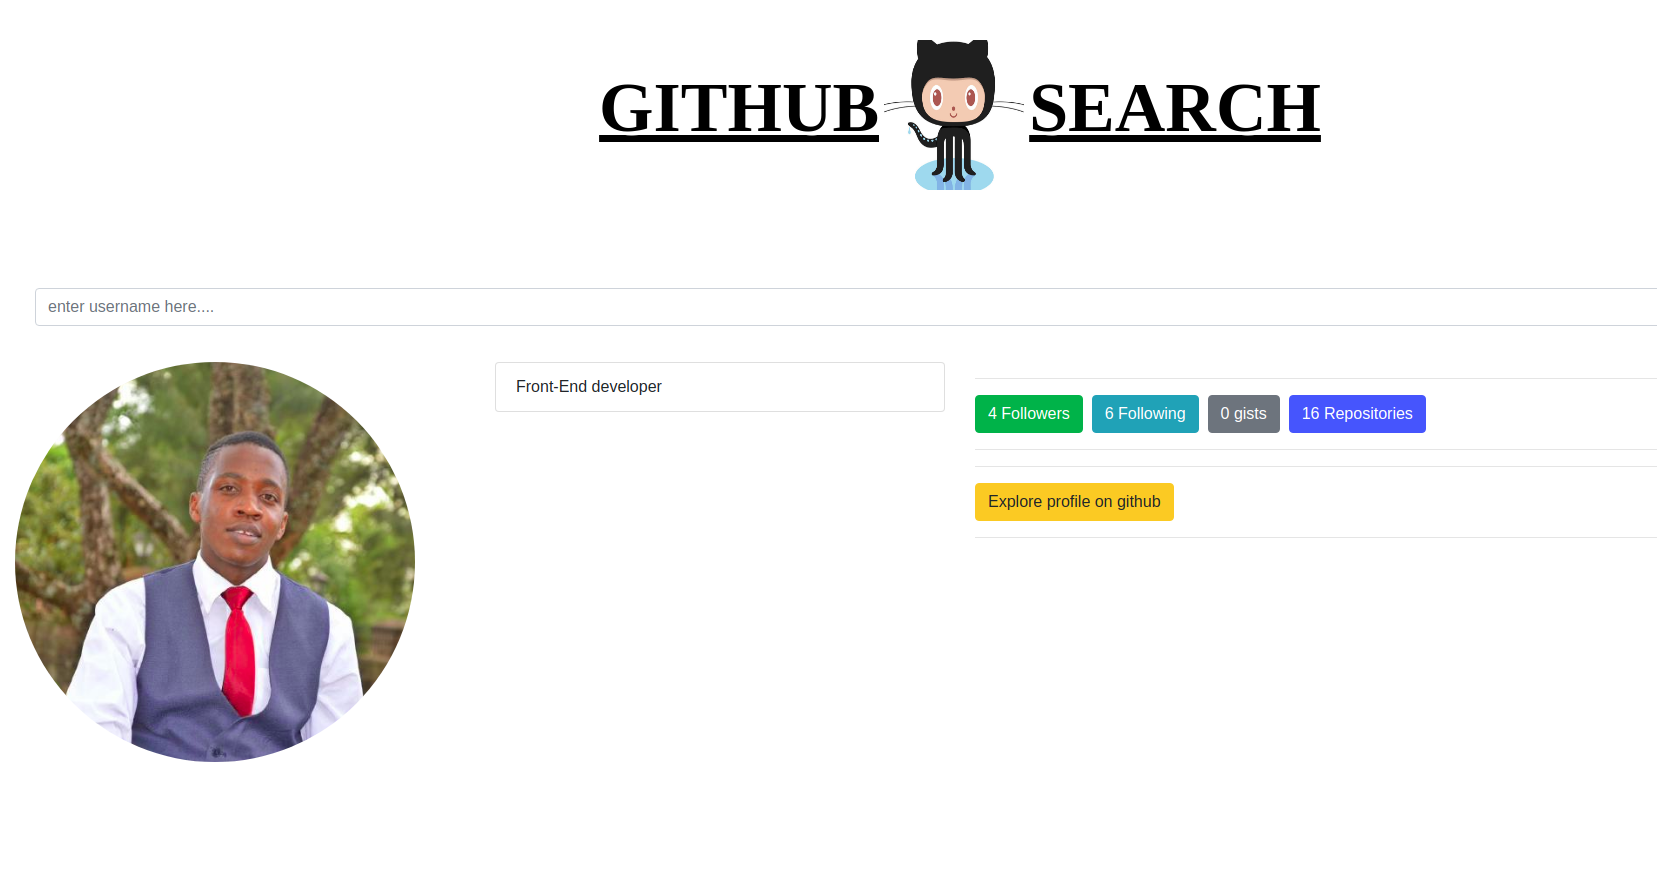 GITHUB SEARCH
enter username here....
Front-End developer
4 Followers 6 Following 0 gists 16 Repositories
Explore profile on github